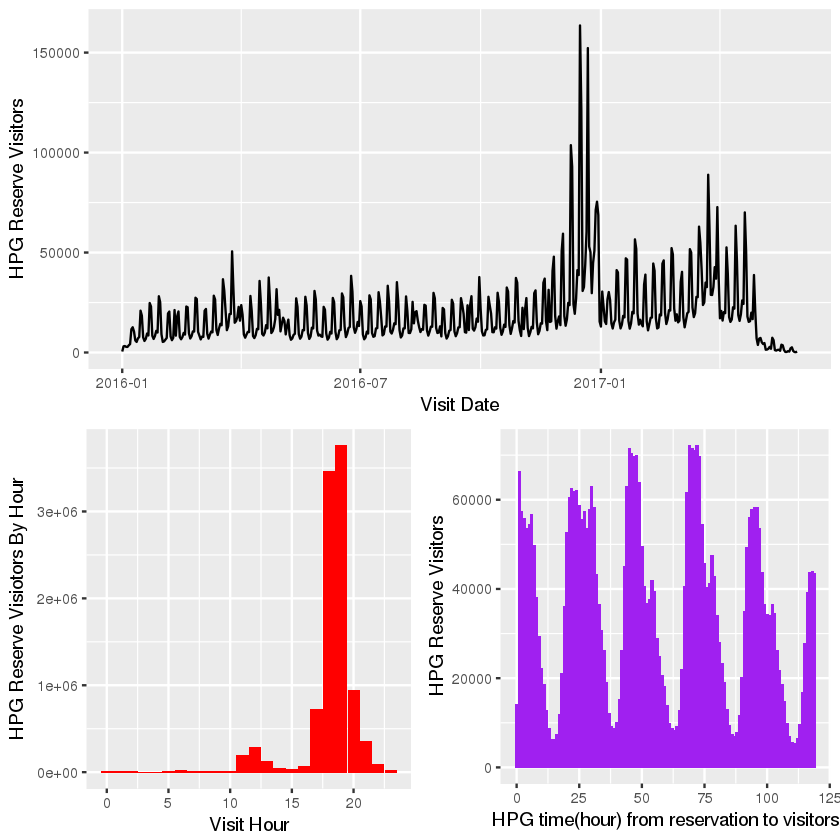 HPG Reserve Visitors
150000
100000
50000
0
2016-01 2016-07 2017-01
Visit Date
HPG Reserve Visiotors By Hour
3e+06
2e+06
1e+06
0e+00
0 5 10 15 20
Visit Hour
HPG Reserve Visitors
60000
40000
20000
0
0 25 50 75 100 125
HPG time(hour) from reservation to visitors